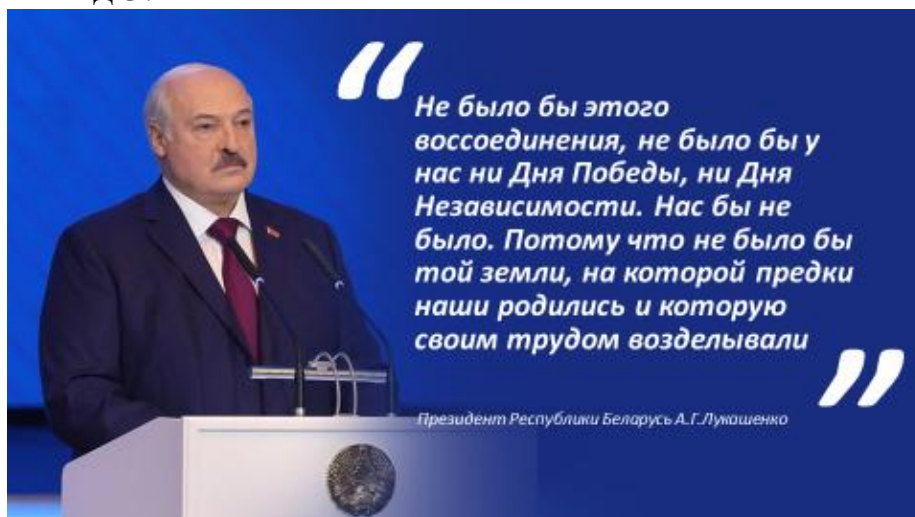 “
Не было бы этого
воссоединения, не было бы у
нас ни Дня Победы, ни Дня
Независимости. Нас бы не
было. Потому что не было бы
той земли, на которой предки
наши родились и которую
своим трудом возделывали
”
Президент Республики Беларусь А.Г.Лукашенко